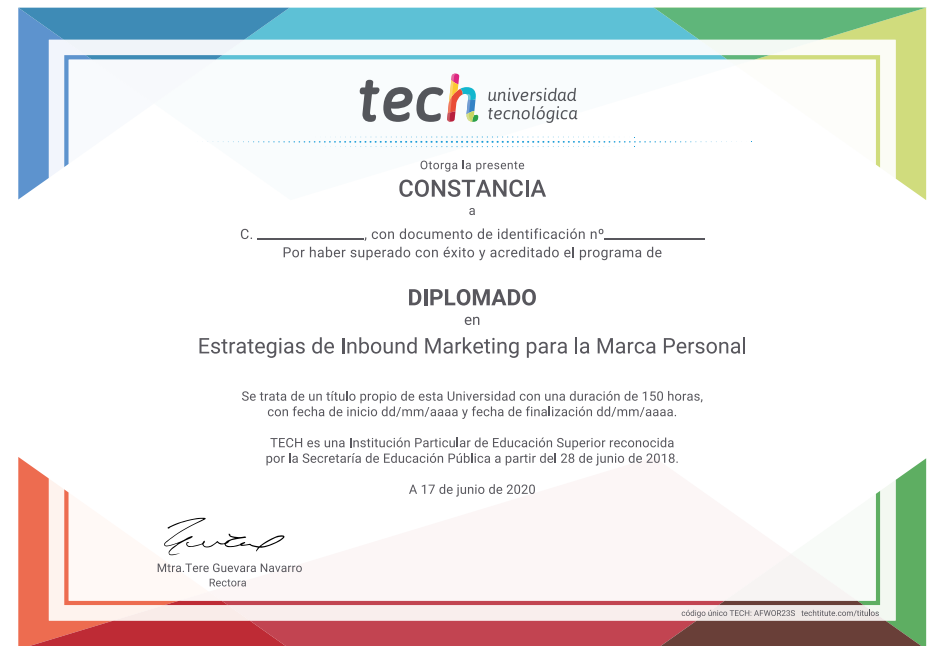 tech universidad
tecnológica
Otorga la presente
CONSTANCIA
a
C. ____________, con documento de identificación nº____________
Por haber superado con éxito y acreditado el programa de
DIPLOMADO
en
Estrategias de Inbound Marketing para la Marca Personal
Se trata de un título propio de esta Universidad con una duración de 150 horas,
con fecha de inicio dd/mm/aaaa y fecha de finalización dd/mm/aaaa.
TECH es una Institución Particular de Educación Superior reconocida
por la Secretaría de Educación Pública a partir del 28 de junio de 2018.
A 17 de junio de 2020
Mtra.Tere Guevara Navarro
Rectora
código único TECH: AFWOR23S techtitute.com/titulos